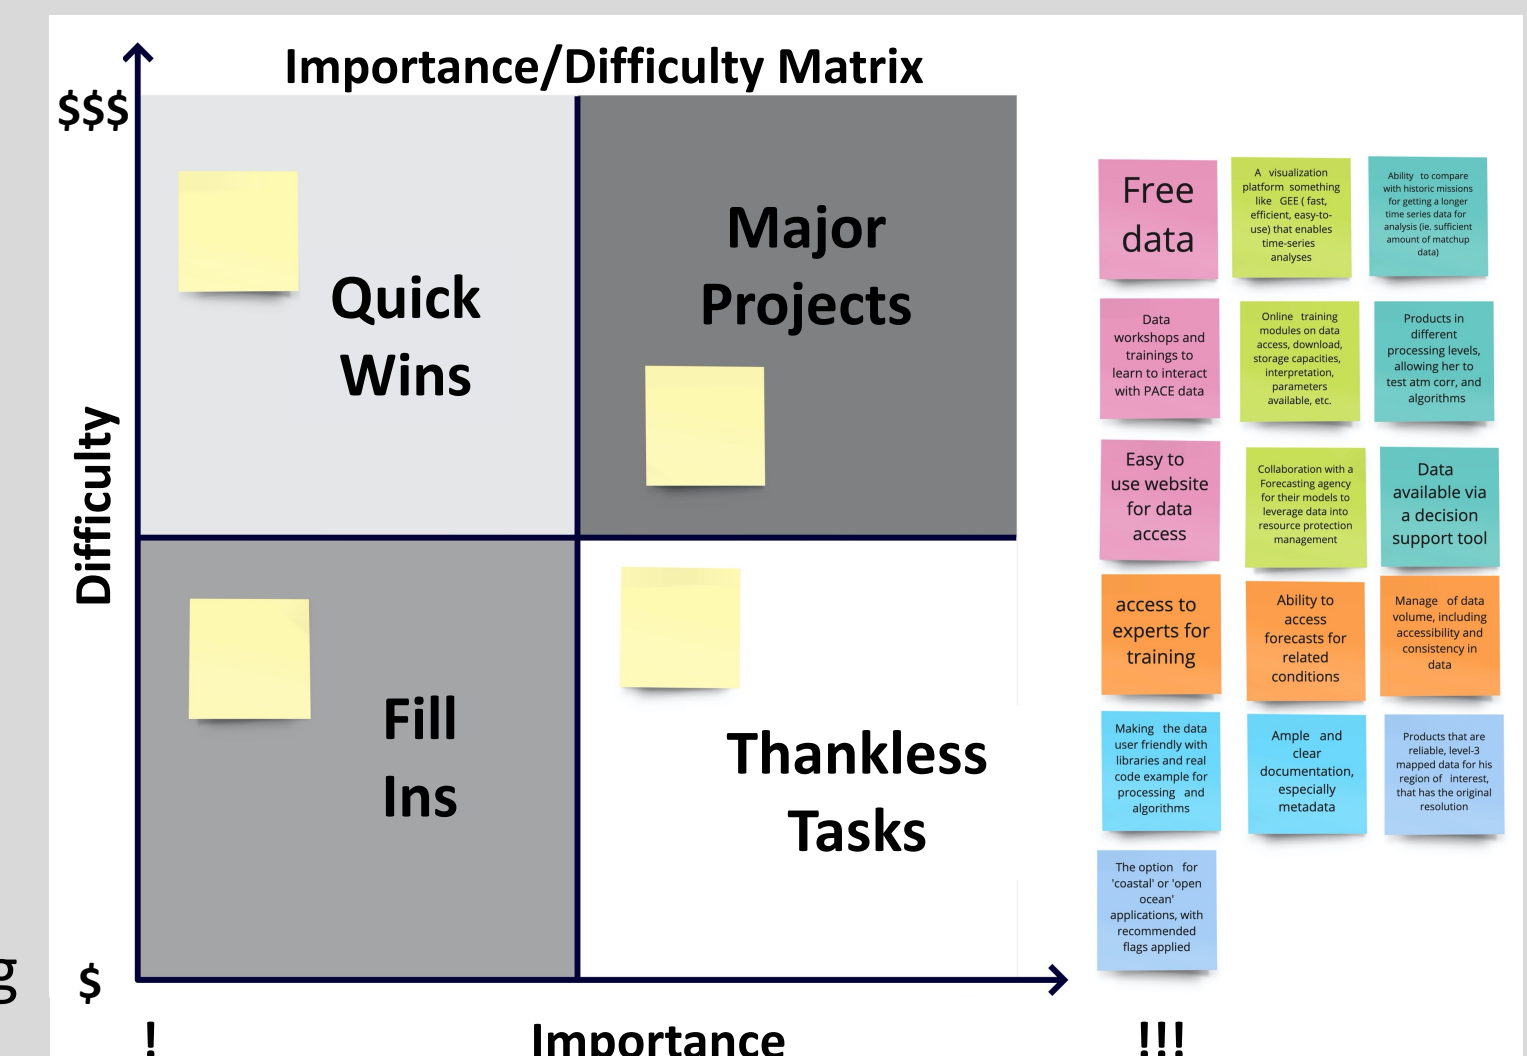 Importance/Difficulty Matrix
$$$
Difficulty
$
Quick
Wins
Major
Projects
Fill
Ins
Thankless
Tasks
g
!
Importance
!!!
Free
data
A visualization
platform something
like GEE ( fast,
efficient, easy-to-
use) that enables
time-series
analyses
Ability to compare
with historic missions
for getting a longer
time series data for
analysis (ie. sufficient
amount of matchup
data)
Data
workshops and
trainings to
learn to interact
with PACE data
Online training
modules on data
access, download,
storage capacities,
interpretation,
parameters
available, etc.
Products in
different
processing levels,
allowing her to
test atm corr, and
algorithms
Easy to
use website
for data
access
Collaboration with a
Forecasting agency
for their models to
leverage data into
resource protection
management
Data
available via
a decision
support tool
access to
experts for
training
Ability to
access
forecasts for
related
conditions
Manage of data
volume, including
accessibility and
consistency in
data
Making the data
user friendly with
libraries and real
code example for
processing and
algorithms
Ample and
clear
documentation,
especially
metadata
Products that are
reliable, level-3
mapped data for his
region of interest,
that has the original
resolution
The option for
'coastal' or 'open
ocean'
applications, with
recommended
flags applied